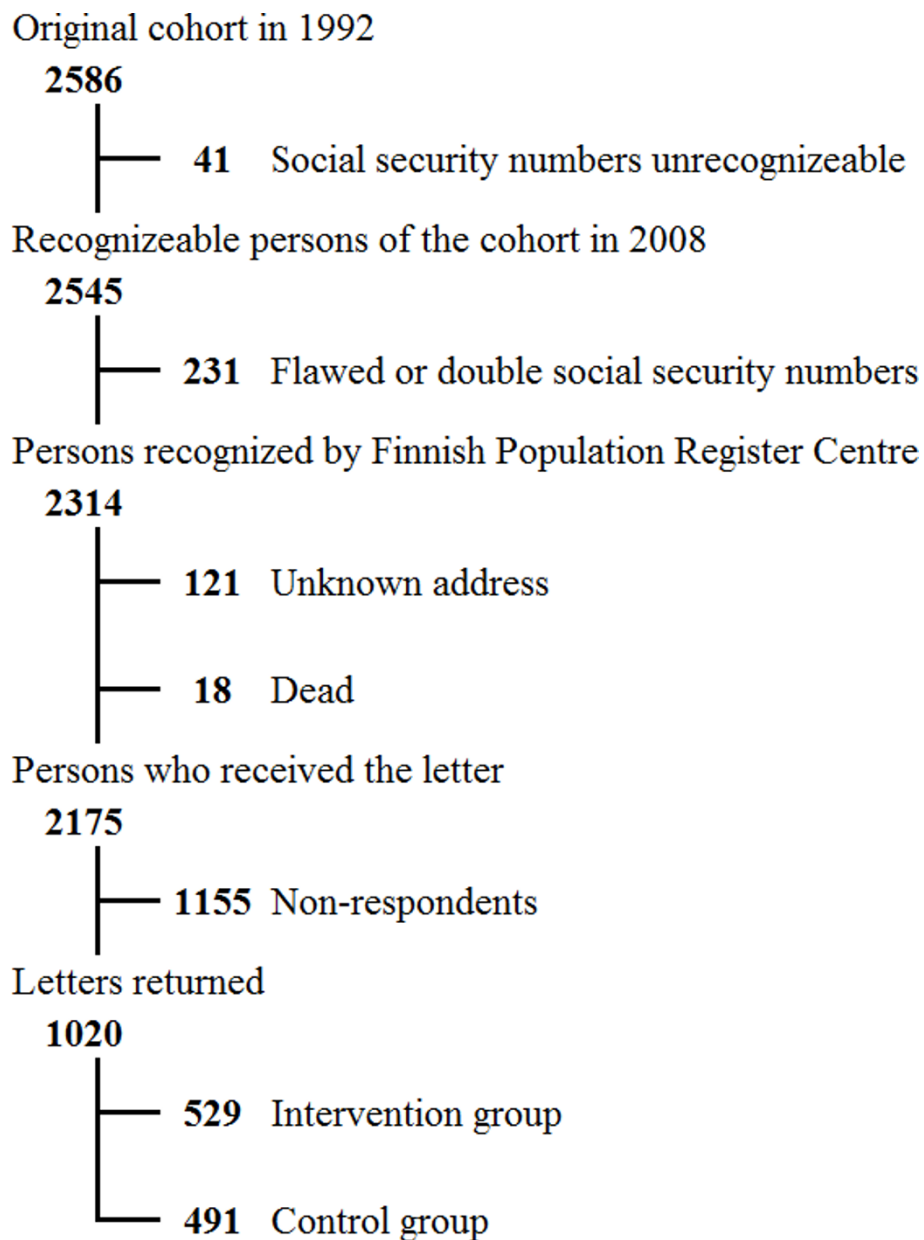 Original cohort in 1992
2586
41 Social security numbers unrecognizeable
Recognizeable persons of the cohort in 2008
2545
231 Flawed or double social security numbers
Persons recognized by Finnish Population Register Centre
2314
121 Unknown address
18 Dead
Persons who received the letter
2175
1155 Non-respondents
Letters returned
1020
529 Intervention group
491 Control group